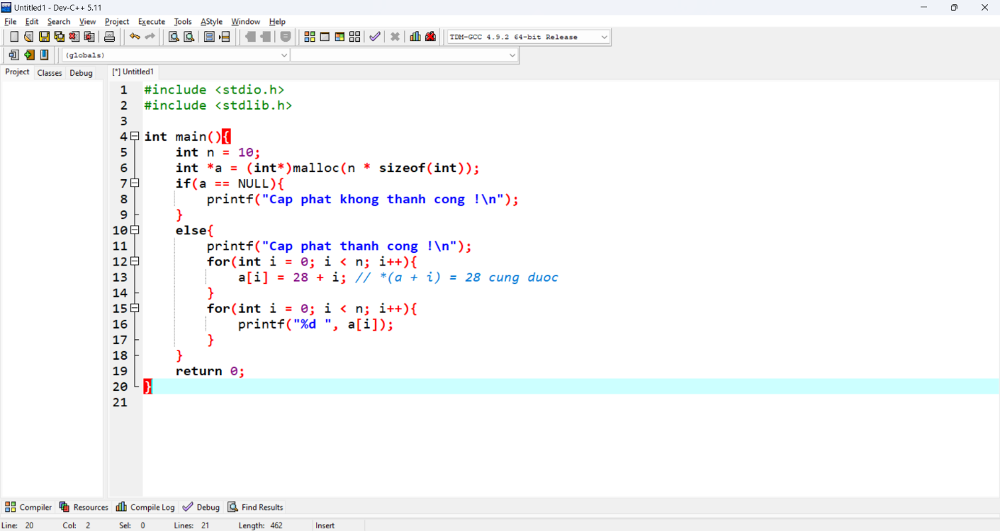 Untitled1 - Dev-C++ 5.11
File Edit Search View Project Execute Tools AStyle Window Help
TDM-GCC 4.9.2 64-bit Release
(globals)
Project Classes Debug [*] Untitled1
1 #include <stdio.h>
2 #include <stdlib.h>
3
4 int main(){
5     int n = 10;
6     int *a = (int*)malloc(n * sizeof(int));
7     if(a == NULL){
8         printf("Cap phat khong thanh cong !\n");
9     }
10     else{
11         printf("Cap phat thanh cong !\n");
12         for(int i = 0; i < n; i++){
13             a[i] = 28 + i; // *(a + i) = 28 cung duoc
14         }
15         for(int i = 0; i < n; i++){
16             printf("%d ", a[i]);
17         }
18     }
19     return 0;
20 }
21
Compiler Resources Compile Log Debug Find Results
Line: 20 Col: 2 Sel: 0 Lines: 21 Length: 462 Insert